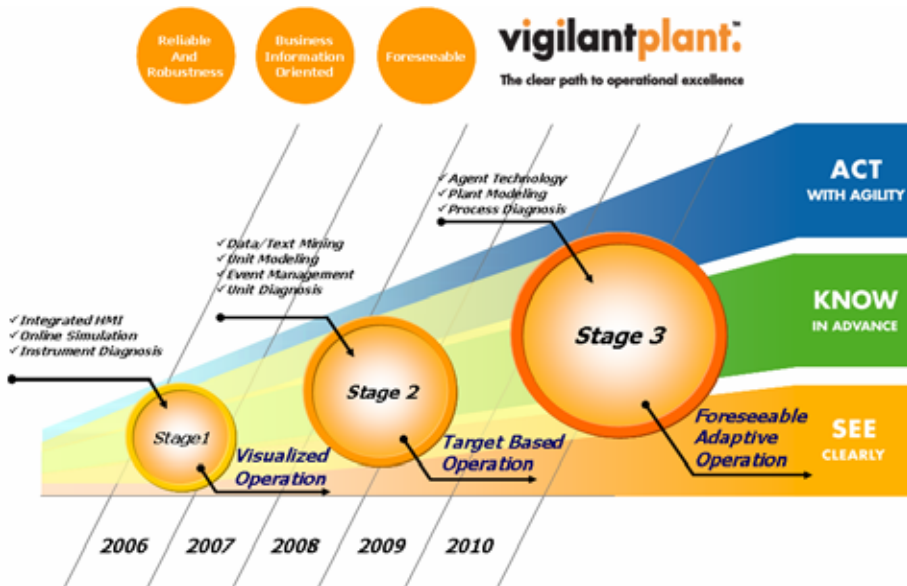 Reliable
And
Robustness
Business
Information
Oriented
Foreseeable
vigilantplant.™
The clear path to operational excellence
ACT
WITH AGILITY
✓Agent Technology
✓Plant Modeling
✓Process Diagnosis
✓Data/Text Mining
✓Unit Modeling
✓Event Management
✓Unit Diagnosis
KNOW
IN ADVANCE
✓Integrated HMI
✓Online Simulation
✓Instrument Diagnosis
Stage 3
Stage 2
Stage1
SEE
CLEARLY
Visualized
Operation
Target Based
Operation
Foreseeable
Adaptive
Operation
2006
2007
2008
2009
2010